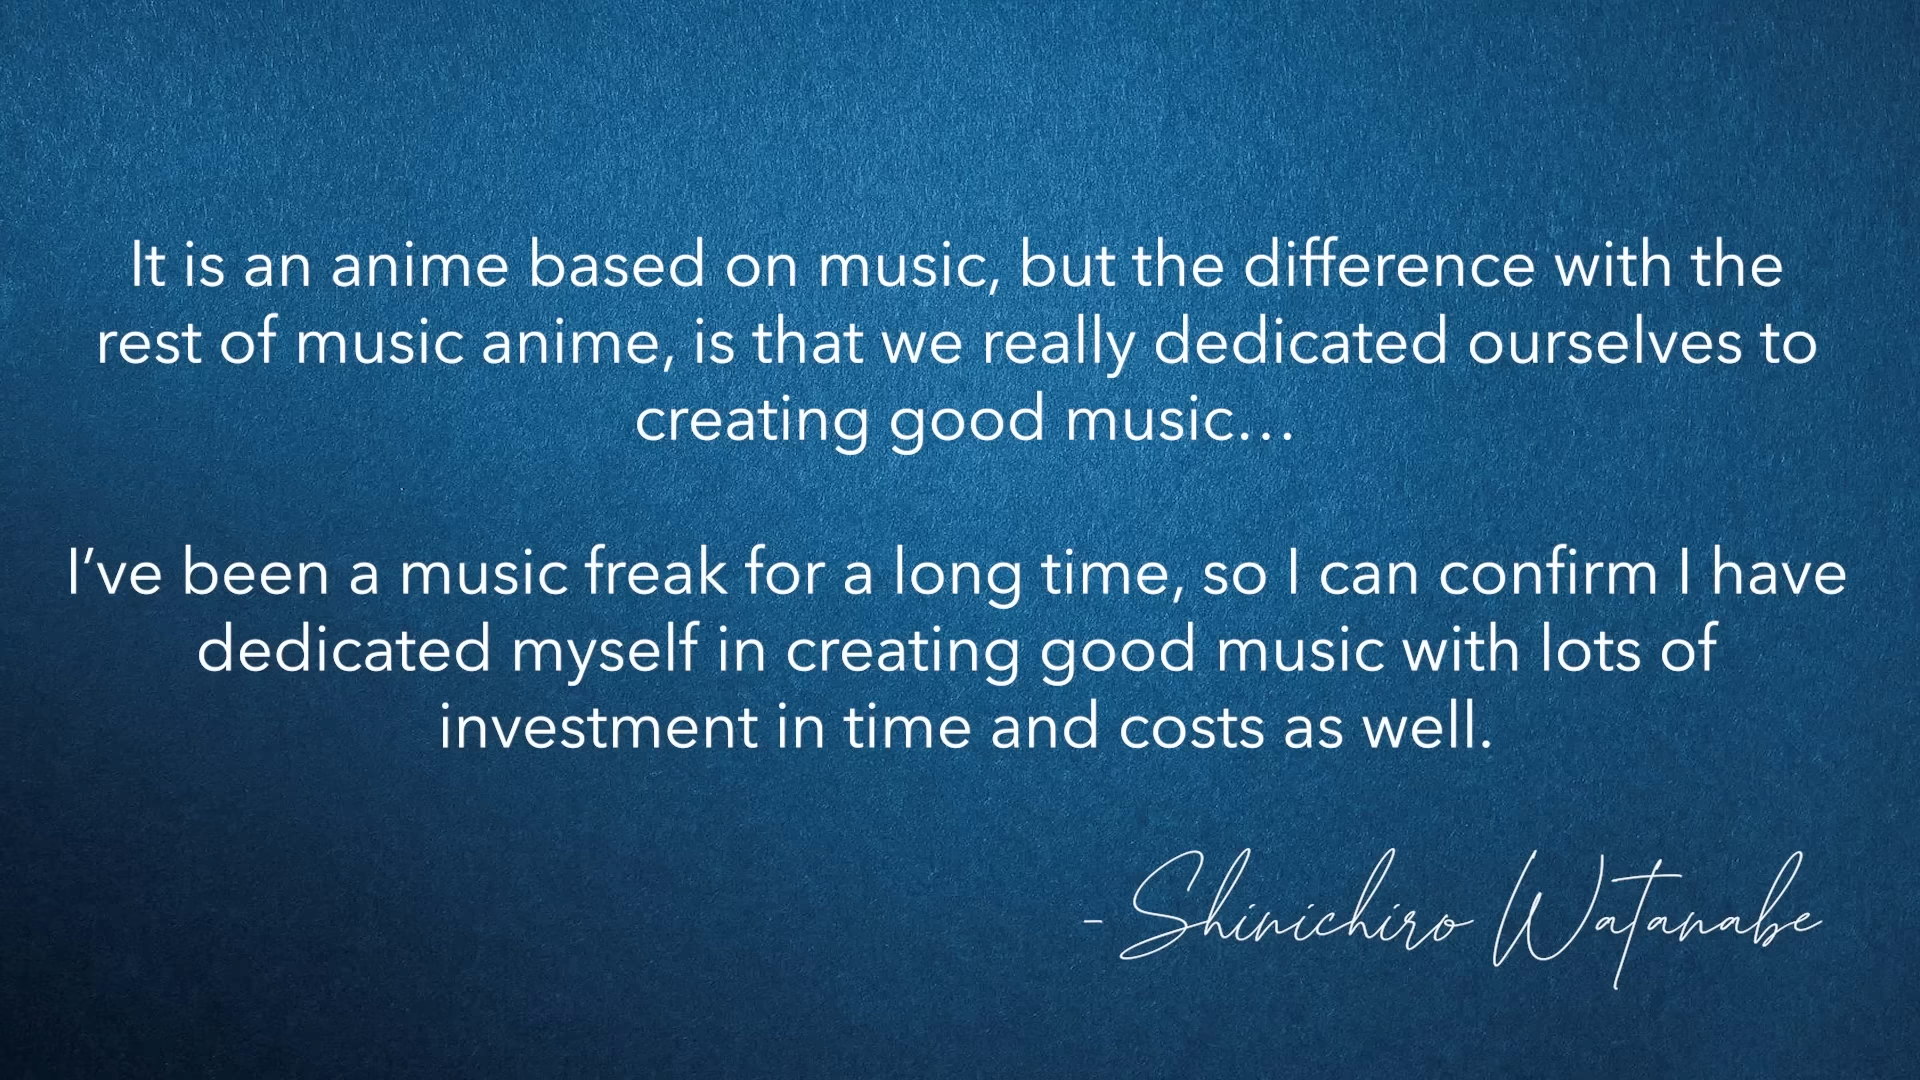 It is an anime based on music, but the difference with the
rest of music anime, is that we really dedicated ourselves to
creating good music…
I’ve been a music freak for a long time, so I can confirm I have
dedicated myself in creating good music with lots of
investment in time and costs as well.
- Shinichiro Watanabe